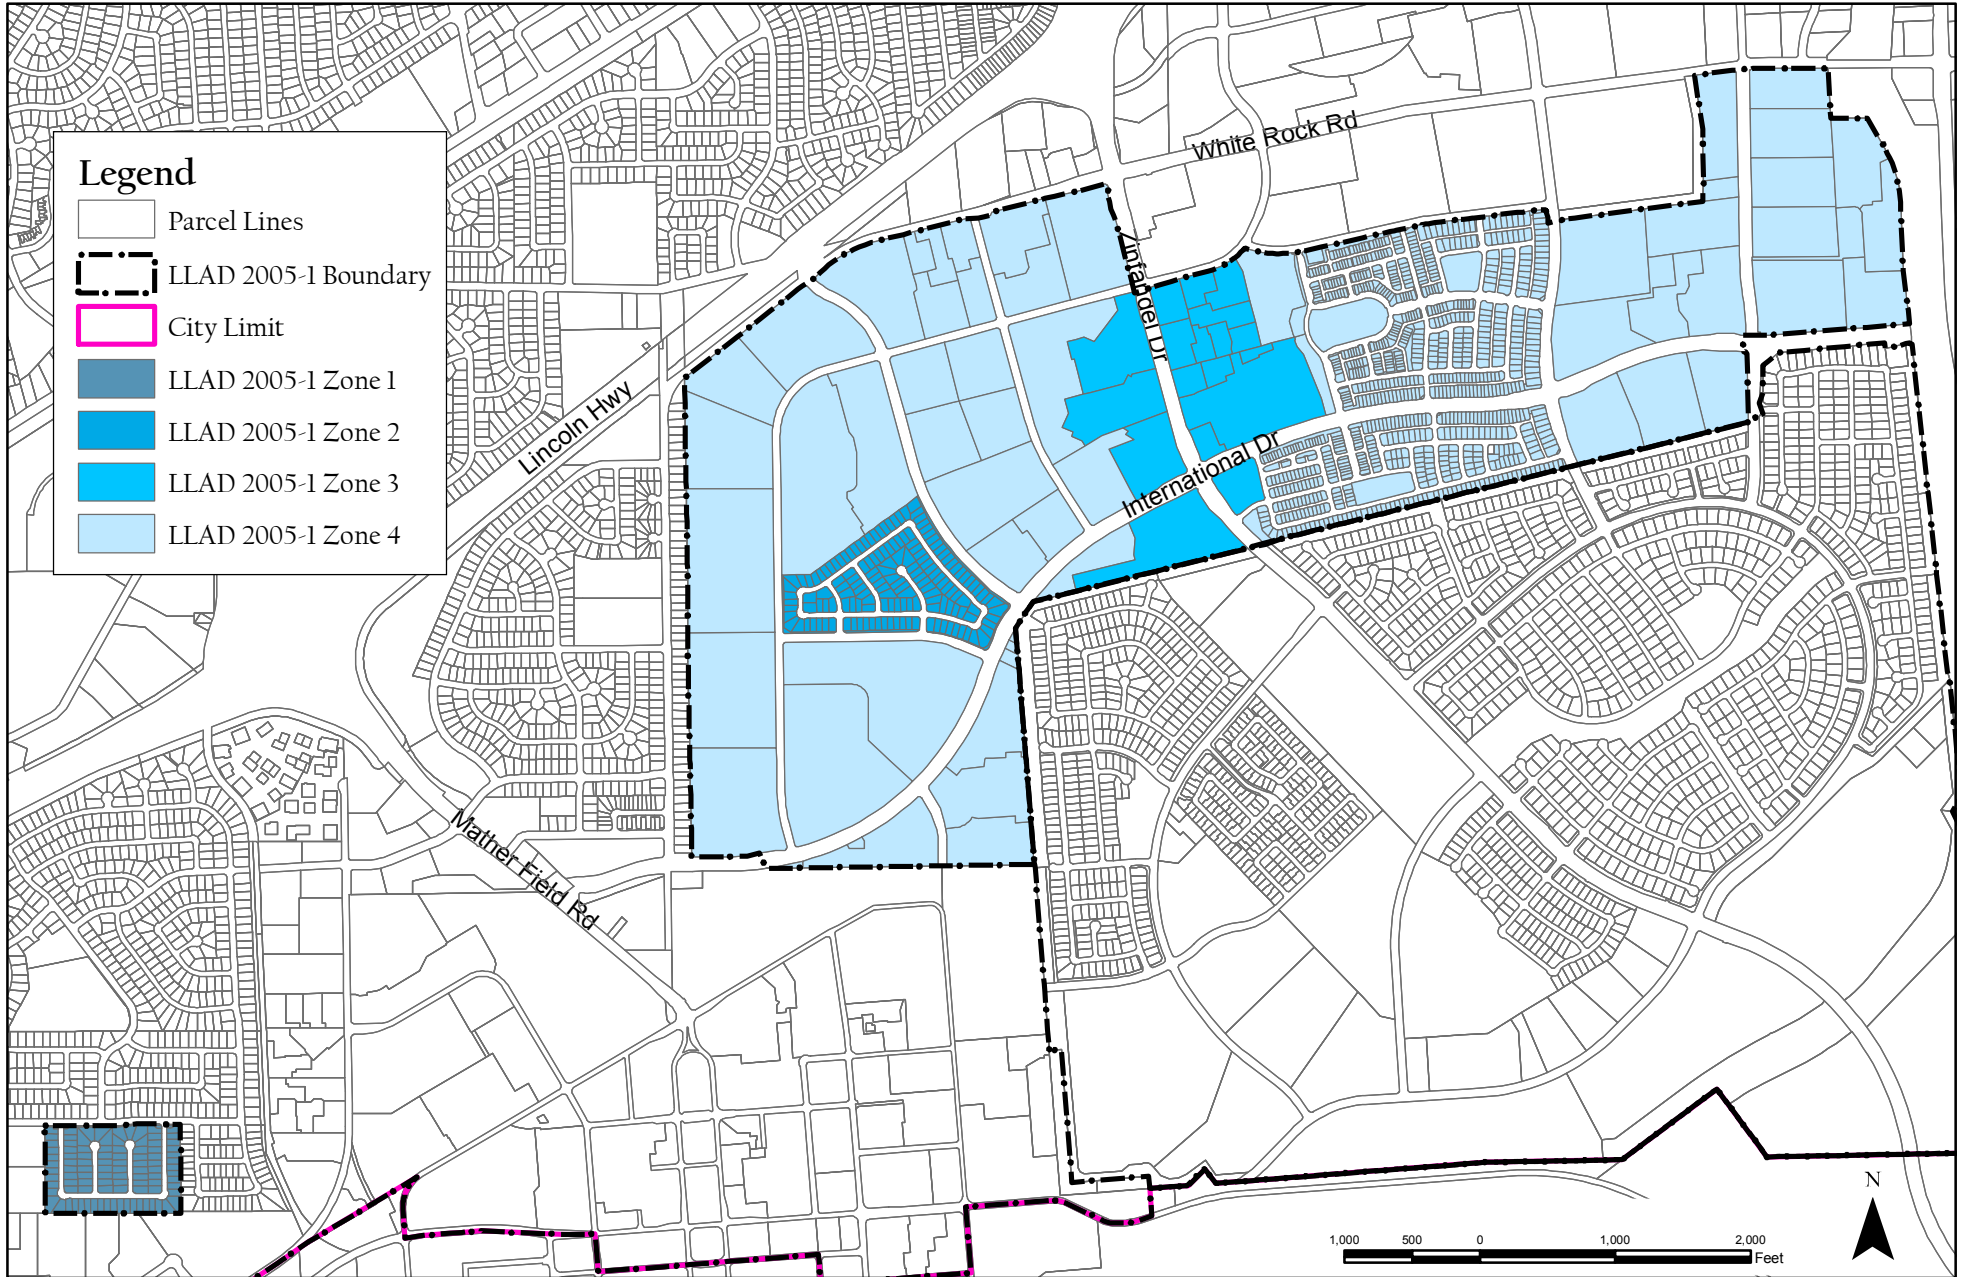 Legend
Parcel Lines
LLAD 2005-1 Boundary
City Limit
LLAD 2005-1 Zone 1
LLAD 2005-1 Zone 2
LLAD 2005-1 Zone 3
LLAD 2005-1 Zone 4
White Rock Rd
Zinfandel Dr
Lincoln Hwy
International Dr
Mather Field Rd
N
1,000 500 0 1,000 2,000
Feet